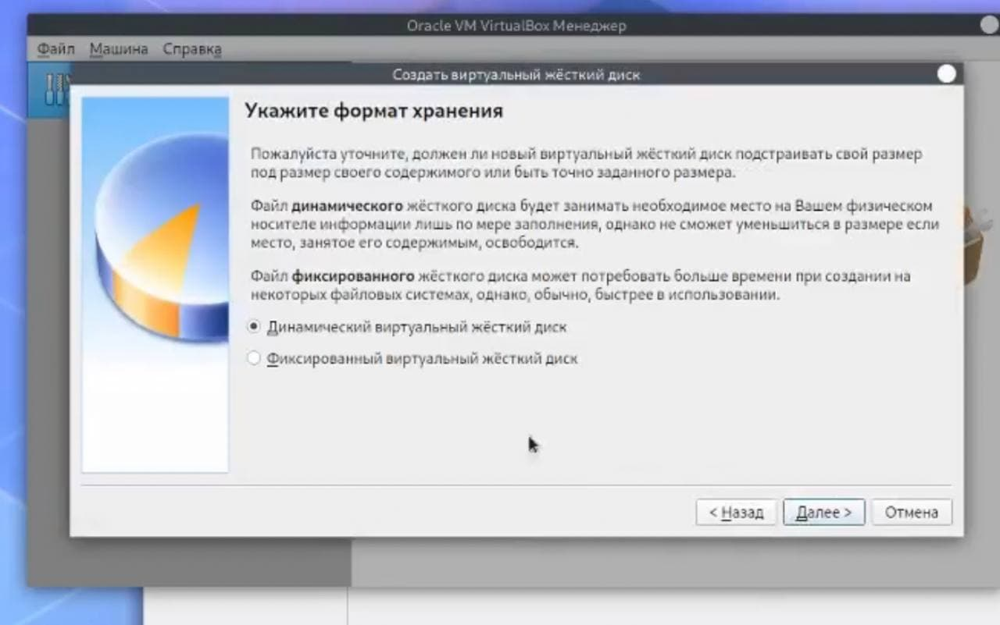 Oracle VM VirtualBox Менеджер
Файл Машина Справка
Создать виртуальный жёсткий диск
Укажите формат хранения
Пожалуйста уточните, должен ли новый виртуальный жёсткий диск подстраивать свой размер
под размер своего содержимого или быть точно заданного размера.
Файл динамического жёсткого диска будет занимать необходимое место на Вашем физическом
носителе информации лишь по мере заполнения, однако не сможет уменьшиться в размере если
место, занятое его содержимым, освободится.
Файл фиксированного жёсткого диска может потребовать больше времени при создании на
некоторых файловых системах, однако, обычно, быстрее в использовании.
Динамический виртуальный жёсткий диск
Фиксированный виртуальный жёсткий диск
< Назад Далее > Отмена